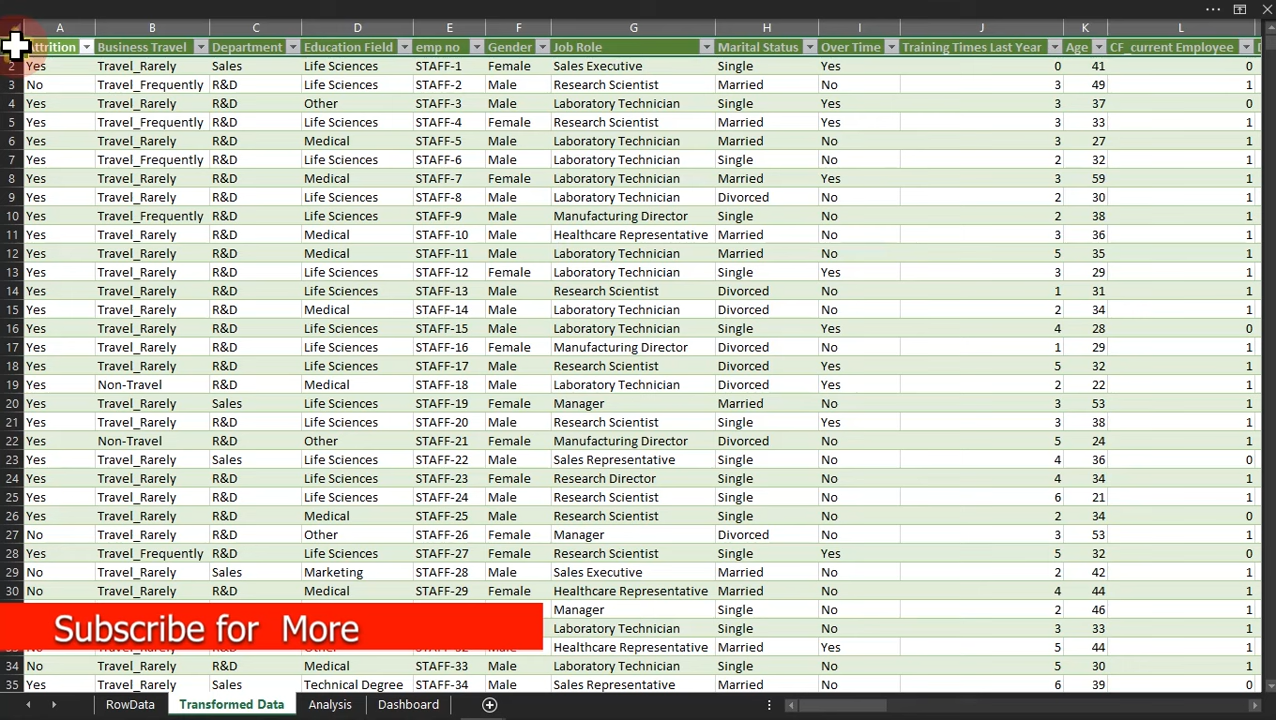 A B C D E F G H I J K L
Attrition Business Travel Department Education Field emp no Gender Job Role Marital Status Over Time Training Times Last Year Age CF_current Employee
2 Yes Travel_Rarely Sales Life Sciences STAFF-1 Female Sales Executive Single Yes 0 41 0
3 No Travel_Frequently R&D Life Sciences STAFF-2 Male Research Scientist Married No 3 49 1
4 Yes Travel_Rarely R&D Other STAFF-3 Male Laboratory Technician Single Yes 3 37 0
5 Yes Travel_Frequently R&D Life Sciences STAFF-4 Female Research Scientist Married Yes 3 33 1
6 Yes Travel_Rarely R&D Medical STAFF-5 Male Laboratory Technician Married No 3 27 1
7 Yes Travel_Frequently R&D Life Sciences STAFF-6 Male Laboratory Technician Single No 2 32 1
8 Yes Travel_Rarely R&D Medical STAFF-7 Female Laboratory Technician Married Yes 3 59 1
9 Yes Travel_Rarely R&D Life Sciences STAFF-8 Male Laboratory Technician Divorced No 2 30 1
10 Yes Travel_Frequently R&D Life Sciences STAFF-9 Male Manufacturing Director Single No 2 38 1
11 Yes Travel_Rarely R&D Medical STAFF-10 Male Healthcare Representative Married No 3 36 1
12 Yes Travel_Rarely R&D Medical STAFF-11 Male Laboratory Technician Married No 5 35 1
13 Yes Travel_Rarely R&D Life Sciences STAFF-12 Female Laboratory Technician Single Yes 3 29 1
14 Yes Travel_Rarely R&D Life Sciences STAFF-13 Male Research Scientist Divorced No 1 31 1
15 Yes Travel_Rarely R&D Medical STAFF-14 Male Laboratory Technician Divorced No 2 34 1
16 Yes Travel_Rarely R&D Life Sciences STAFF-15 Male Laboratory Technician Single Yes 4 28 0
17 Yes Travel_Rarely R&D Life Sciences STAFF-16 Female Manufacturing Director Divorced No 1 29 1
18 Yes Travel_Rarely R&D Life Sciences STAFF-17 Male Research Scientist Divorced Yes 5 32 1
19 Yes Non-Travel R&D Medical STAFF-18 Male Laboratory Technician Divorced Yes 2 22 1
20 Yes Travel_Rarely Sales Life Sciences STAFF-19 Female Manager Married No 3 53 1
21 Yes Travel_Rarely R&D Life Sciences STAFF-20 Male Research Scientist Single Yes 3 38 1
22 Yes Non-Travel R&D Other STAFF-21 Female Manufacturing Director Divorced No 5 24 1
23 Yes Travel_Rarely Sales Life Sciences STAFF-22 Male Sales Representative Single No 4 36 0
24 Yes Travel_Rarely R&D Life Sciences STAFF-23 Female Research Director Single No 4 34 1
25 Yes Travel_Rarely R&D Life Sciences STAFF-24 Male Research Scientist Single No 6 21 1
26 Yes Travel_Rarely R&D Medical STAFF-25 Male Research Scientist Single No 2 34 0
27 No Travel_Rarely R&D Other STAFF-26 Female Manager Divorced No 3 53 1
28 Yes Travel_Frequently R&D Life Sciences STAFF-27 Female Research Scientist Single Yes 5 32 0
29 No Travel_Rarely Sales Marketing STAFF-28 Male Sales Executive Married No 2 42 1
30 No Travel_Rarely R&D Medical STAFF-29 Female Healthcare Representative Married No 4 44 1
Manager Single No 2 46 1
Subscribe for More
Laboratory Technician Single No 3 33 1
Healthcare Representative Married Yes 5 44 1
34 No Travel_Rarely R&D Medical STAFF-33 Male Laboratory Technician Single No 5 30 1
35 Yes Travel_Rarely Sales Technical Degree STAFF-34 Male Sales Representative Married No 6 39 0
RowData Transformed Data Analysis Dashboard